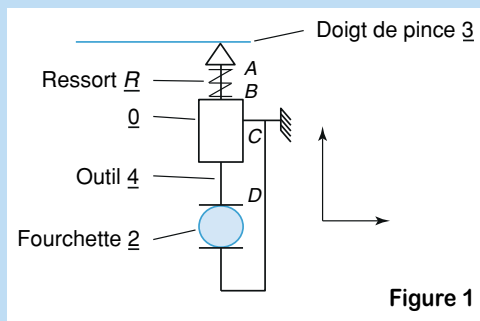 Doigt de pince 3
A
Ressort R
B
0
C
Outil 4
D
Fourchette 2
Figure 1